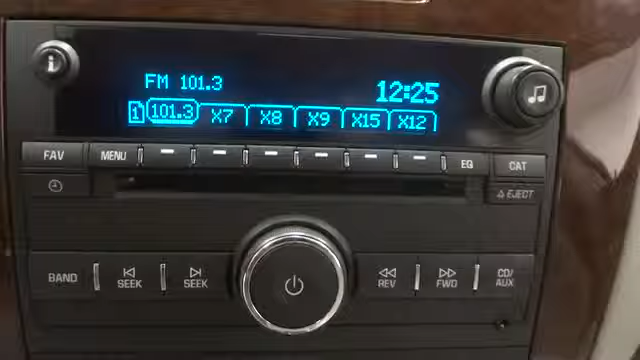 FM 101.3
12:25
1 101.3 X7 X8 X9 X15 X12
FAV MENU EQ CAT
EJECT
BAND SEEK SEEK REV FWD CD/AUX